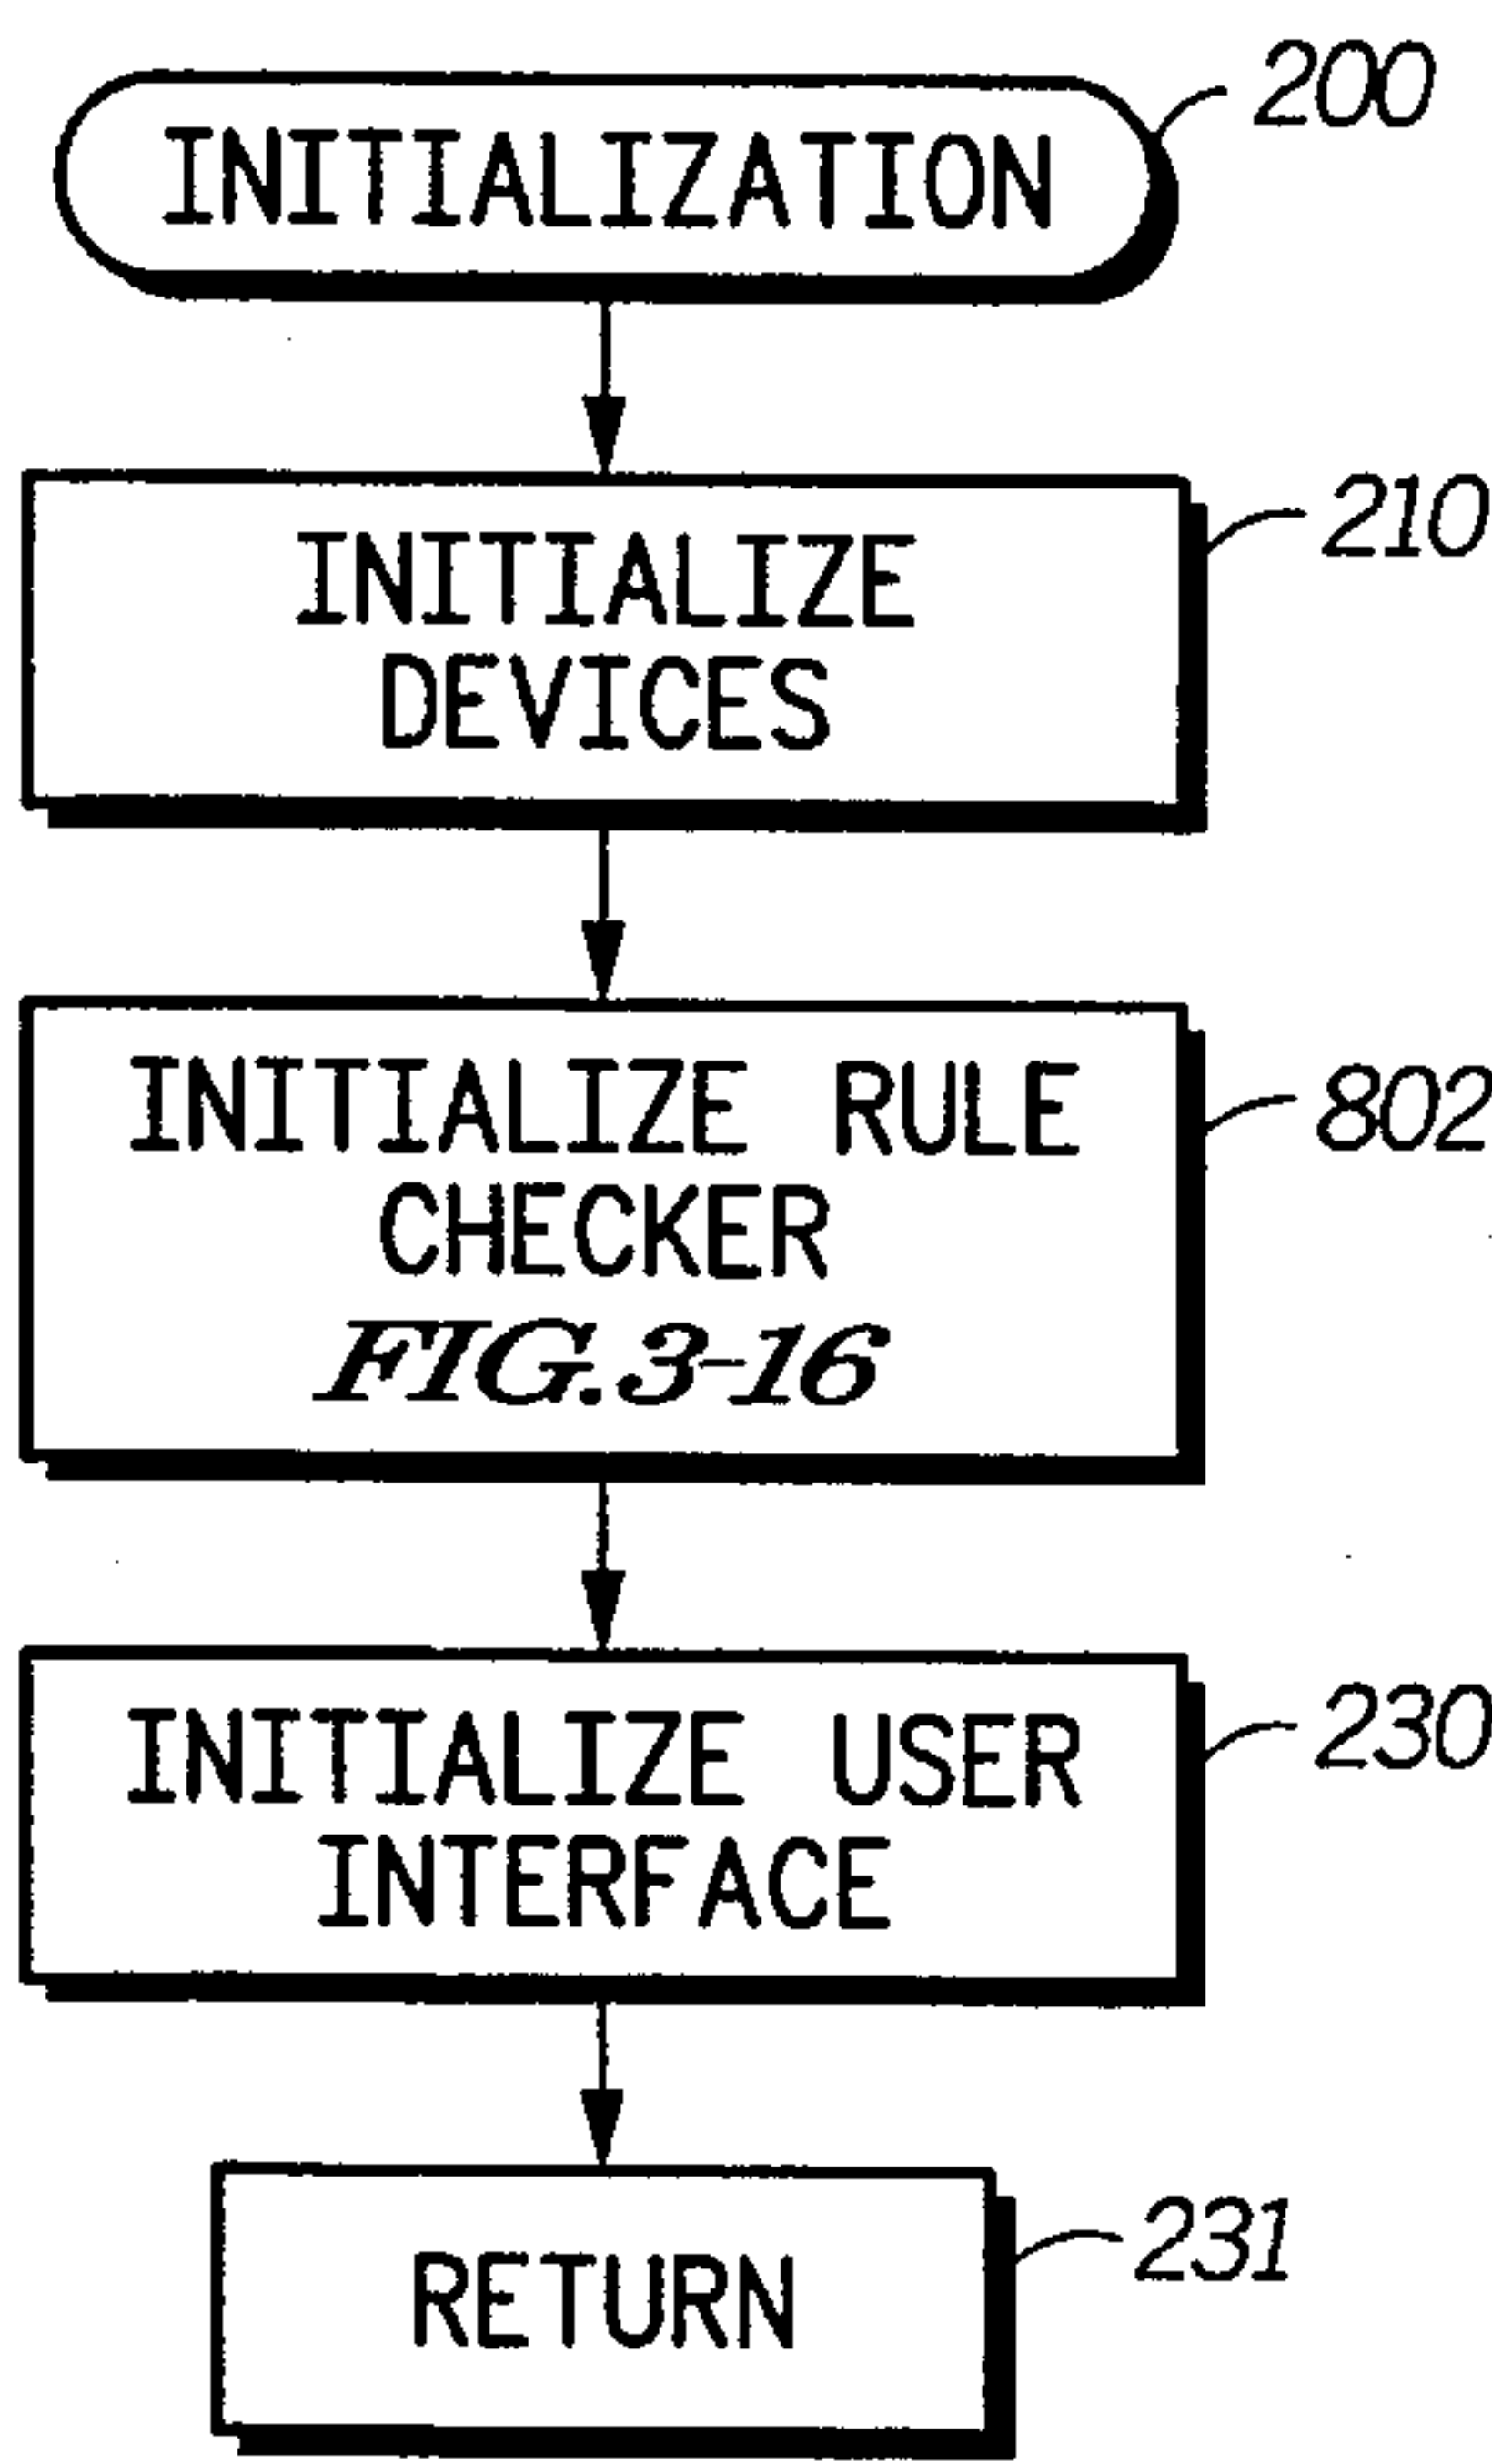 INITIALIZATION
200
INITIALIZE
DEVICES
210
INITIALIZE RULE
CHECKER
FIG.3-16
802
INITIALIZE USER
INTERFACE
230
RETURN
231